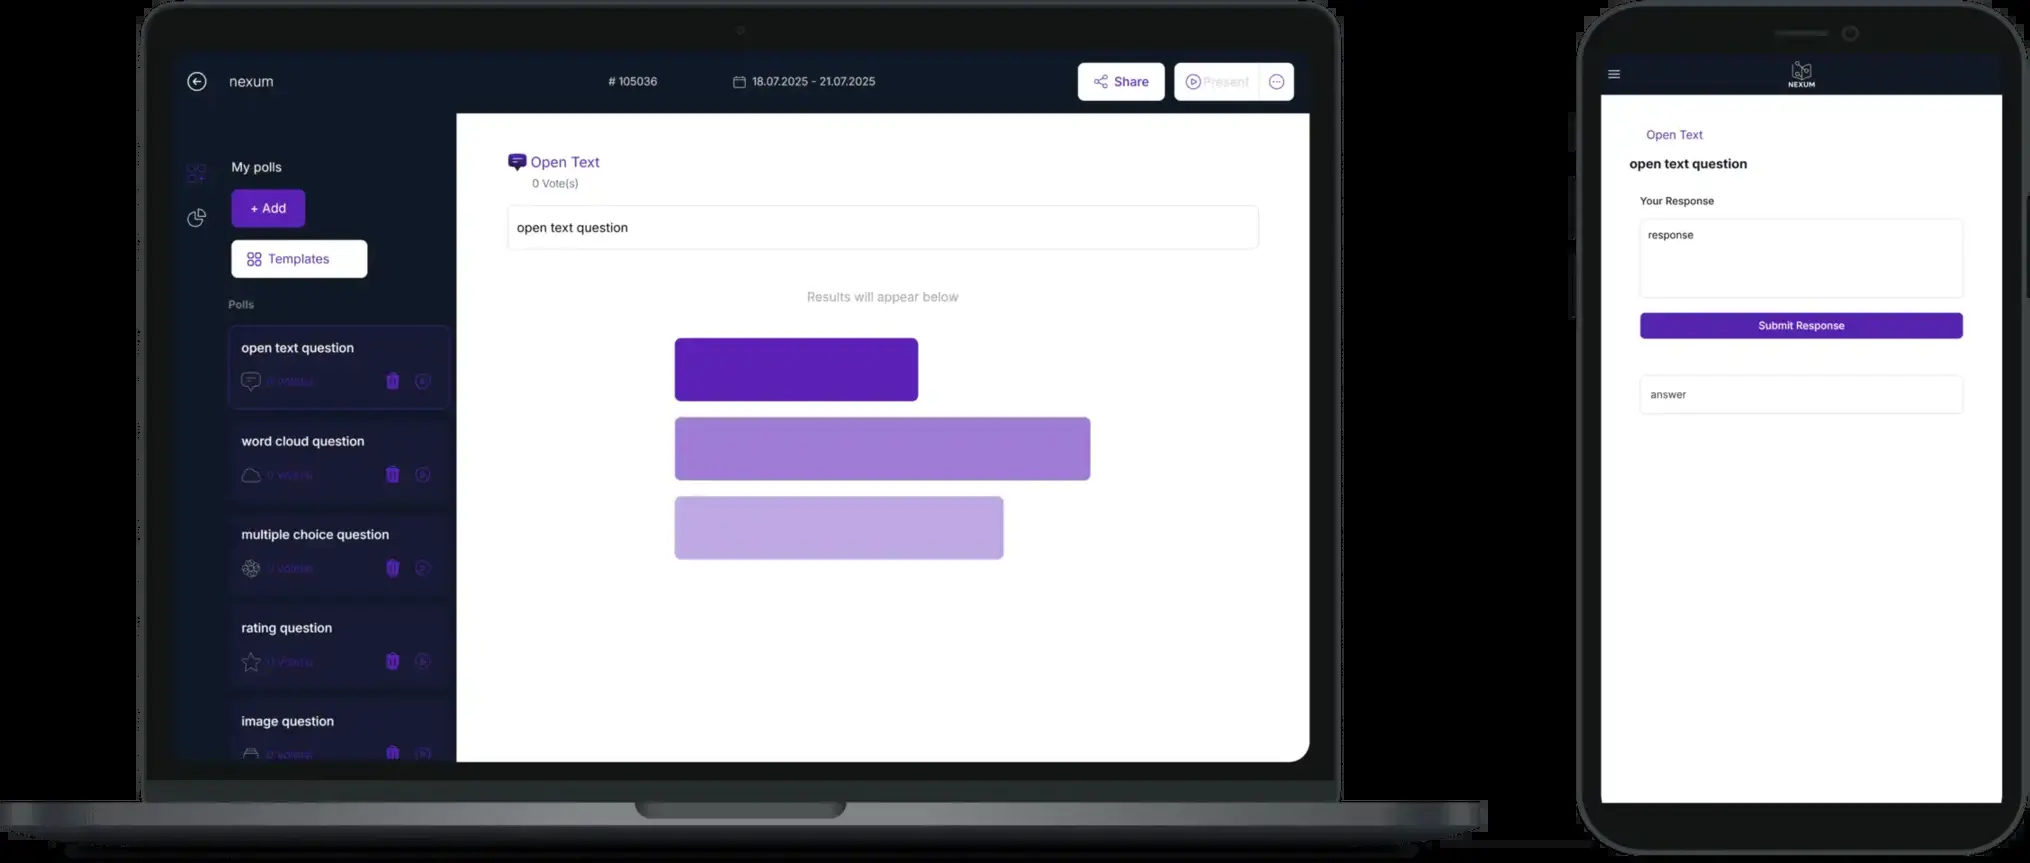 nexum
# 105036
18.07.2025 - 21.07.2025
Share
Present
My polls
+ Add
Templates
Polls
open text question
0 vote(s)
word cloud question
0 vote(s)
multiple choice question
0 vote(s)
rating question
0 vote(s)
image question
0 vote(s)
Open Text
0 Vote(s)
open text question
Results will appear below
NEXUM
Open Text
open text question
Your Response
response
Submit Response
answer